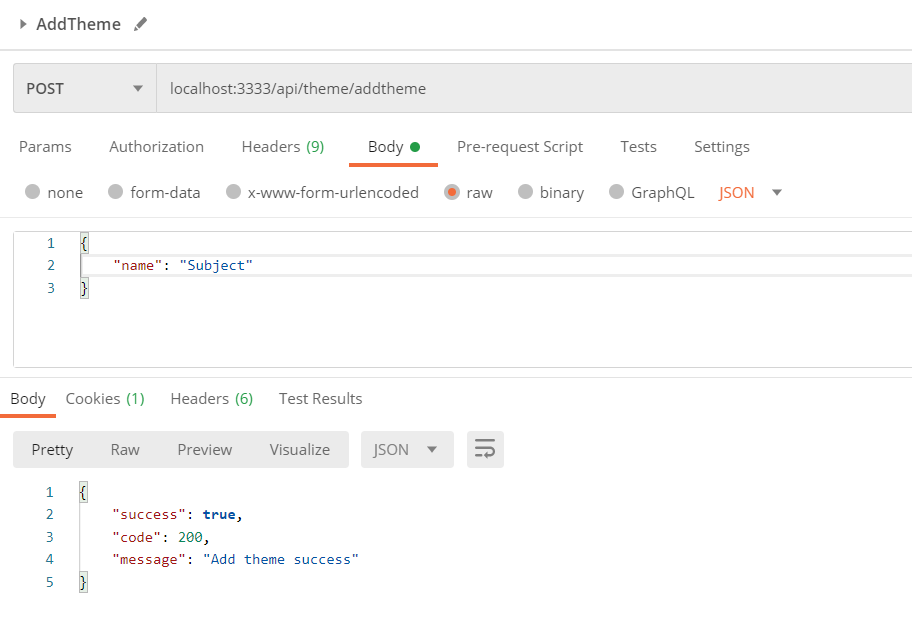 AddTheme
POST localhost:3333/api/theme/addtheme
Params Authorization Headers (9) Body Pre-request Script Tests Settings
none form-data x-www-form-urlencoded raw binary GraphQL JSON
1 {
2 "name": "Subject"
3 }
Body Cookies (1) Headers (6) Test Results
Pretty Raw Preview Visualize JSON
1 {
2 "success": true,
3 "code": 200,
4 "message": "Add theme success"
5 }